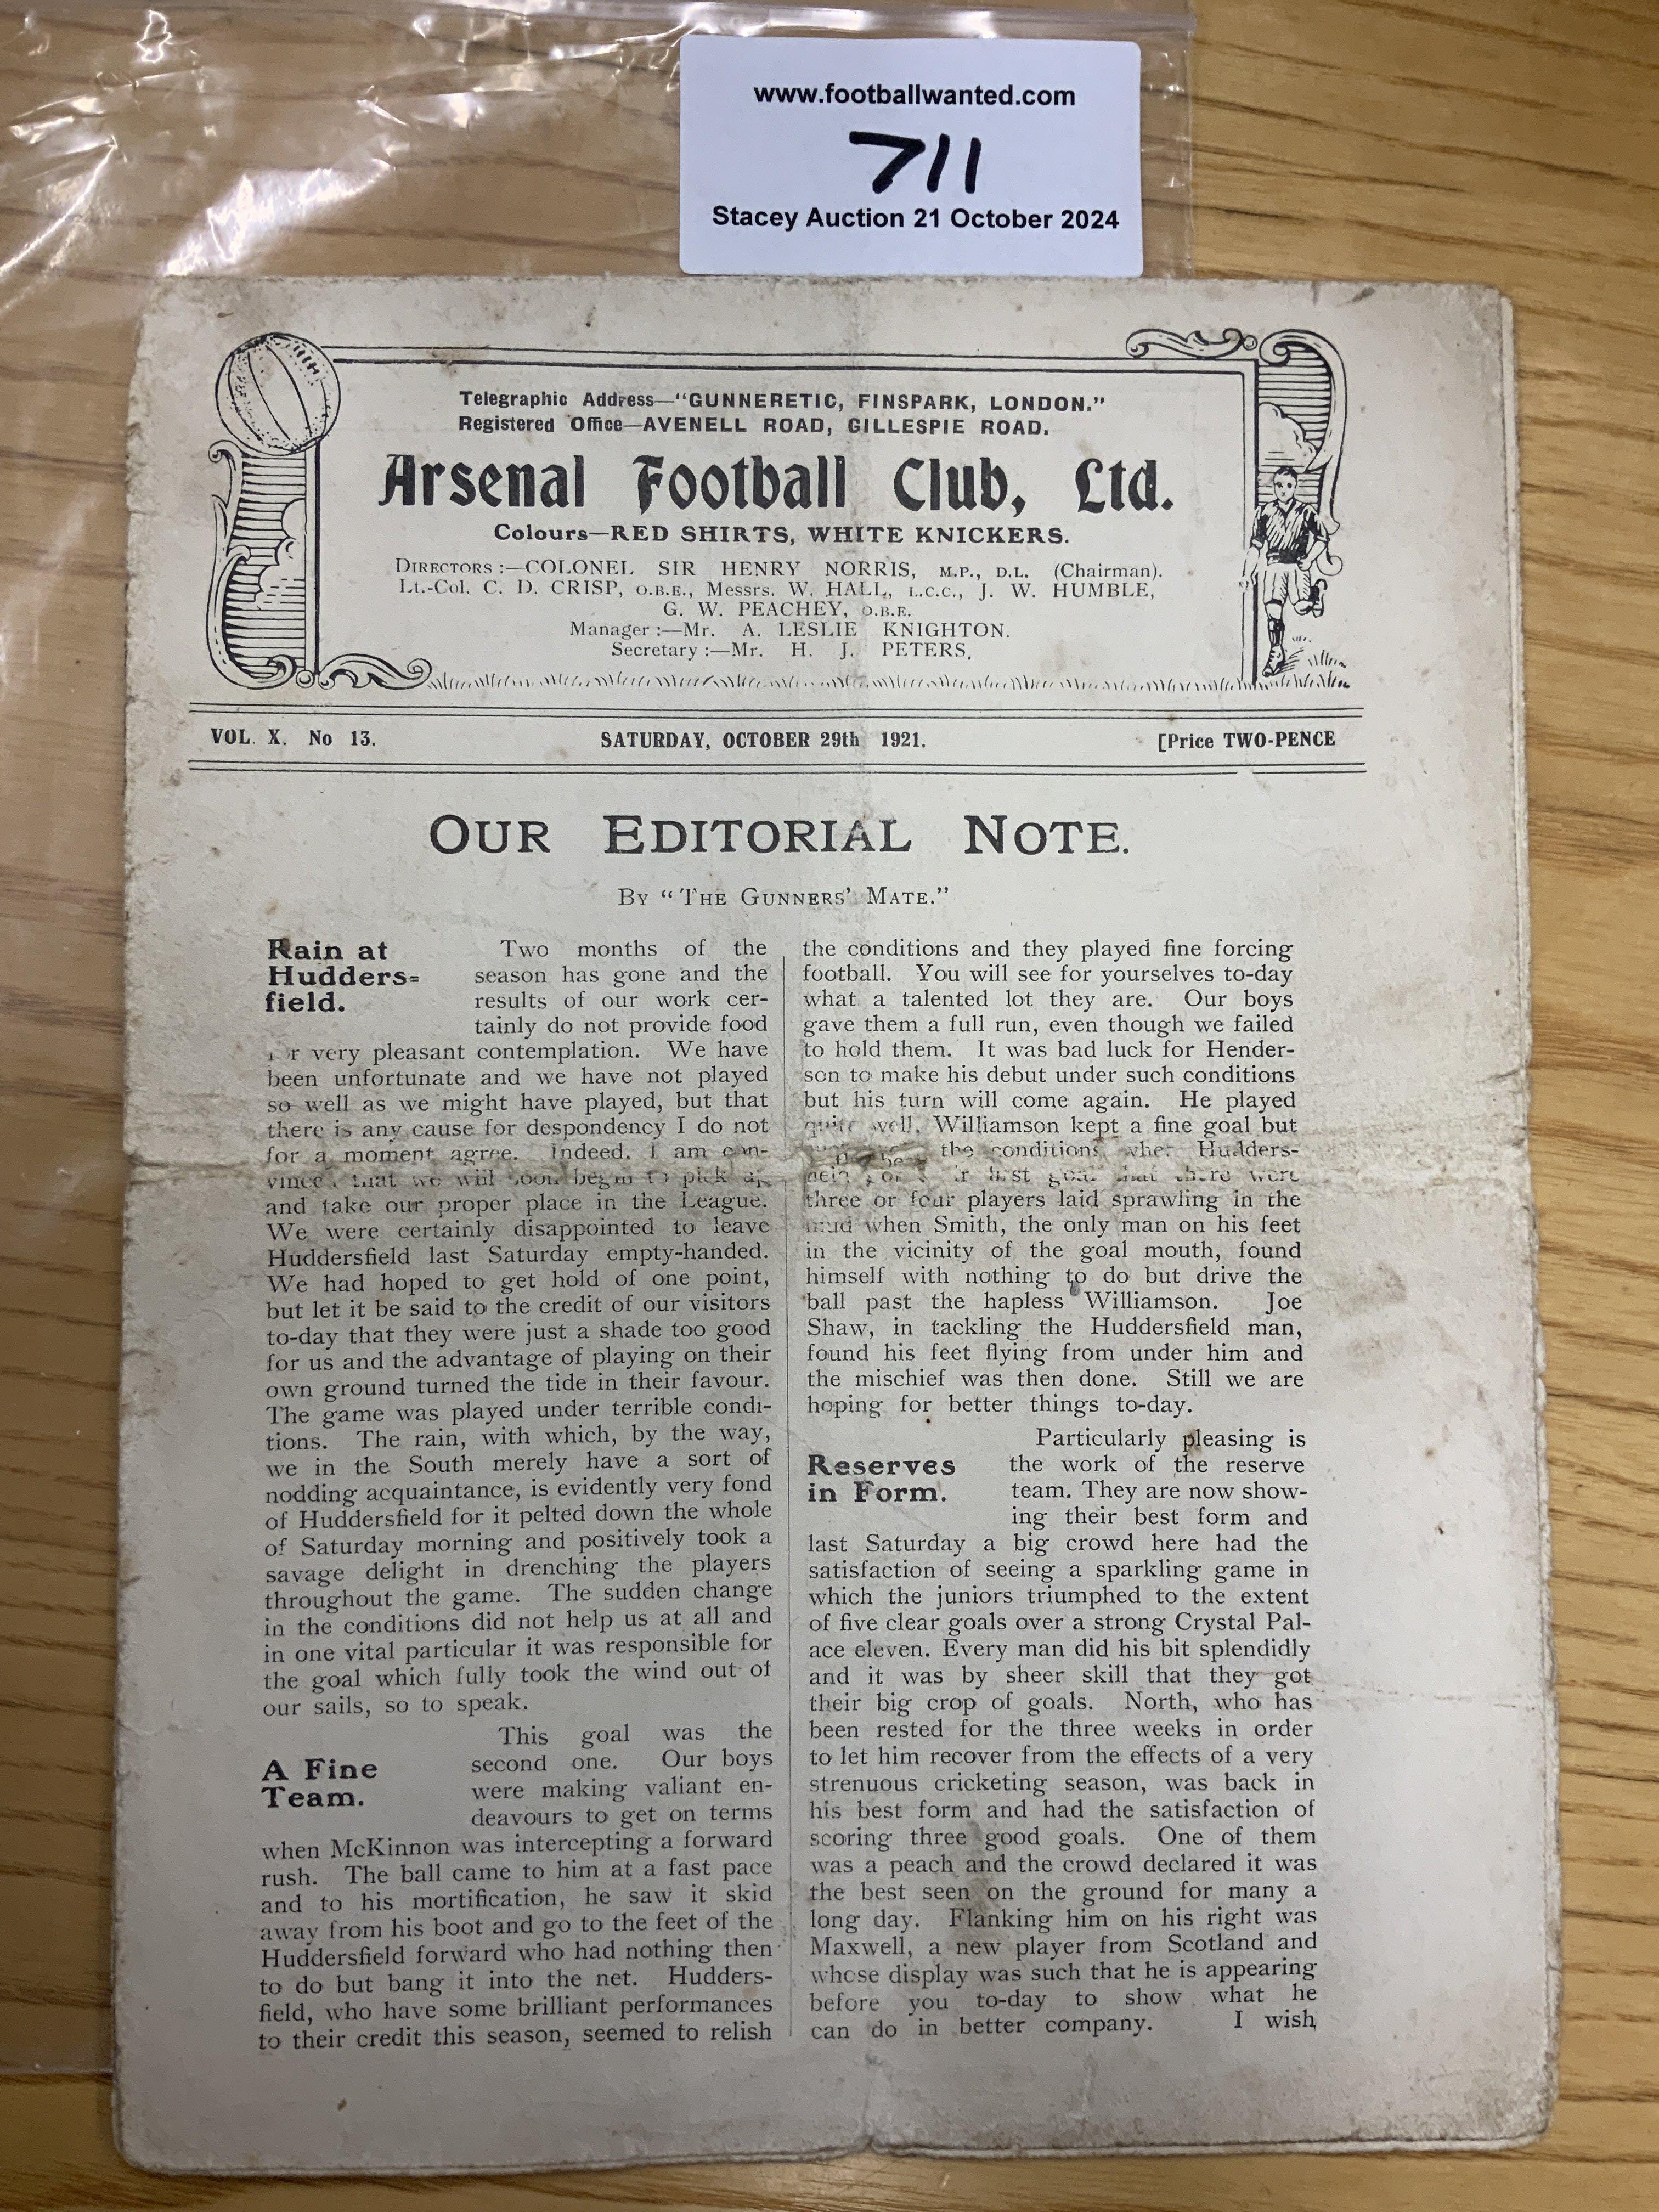 www.footballwanted.com
711
Stacey Auction 21 October 2024
Telegraphic Address—"GUNNERETIC, FINSPARK, LONDON."
Registered Office—AVENELL ROAD, GILLESPIE ROAD.
Arsenal Football Club, Ltd.
Colours—RED SHIRTS, WHITE KNICKERS.
DIRECTORS :—COLONEL SIR HENRY NORRIS, M.P., D.L. (Chairman).
Lt.-Col. C. D. CRISP, O.B.E., Messrs. W. HALL, L.C.C., J. W. HUMBLE,
G. W. PEACHEY, O.B.E.
Manager :—Mr. A. LESLIE KNIGHTON.
Secretary :—Mr. H. J. PETERS.
VOL. X. No 13.
SATURDAY, OCTOBER 29th 1921.
[Price TWO-PENCE
OUR EDITORIAL NOTE.
BY "THE GUNNERS' MATE."
Rain at
Hudders=
field.
Two months of the
season has gone and the
results of our work cer-
tainly do not provide food
very pleasant contemplation. We have
been unfortunate and we have not played
so well as we might have played, but that
there is any cause for despondency I do not
for a moment agree. Indeed. I am con-
that we will soon begin to pick
and take our proper place in the League.
We were certainly disappointed to leave
Huddersfield last Saturday empty-handed.
We had hoped to get hold of one point,
but let it be said to the credit of our visitors
to-day that they were just a shade too good
for us and the advantage of playing on their
own ground turned the tide in their favour.
The game was played under terrible condi-
tions. The rain, with which, by the way,
we in the South merely have a sort of
nodding acquaintance, is evidently very fond
of Huddersfield for it pelted down the whole
of Saturday morning and positively took a
savage delight in drenching the players
throughout the game. The sudden change
in the conditions did not help us at all and
in one vital particular it was responsible for
the goal which fully took the wind out of
our sails, so to speak.
A Fine
Team.
This goal was the
second one. Our boys
were making valiant en-
deavours to get on terms
when McKinnon was intercepting a forward
rush. The ball came to him at a fast pace
and to his mortification, he saw it skid
away from his boot and go to the feet of the
Huddersfield forward who had nothing then
to do but bang it into the net. Hudders-
field, who have some brilliant performances
to their credit this season, seemed to relish
the conditions and they played fine forcing
football. You will see for yourselves to-day
what a talented lot they are. Our boys
gave them a full run, even though we failed
to hold them. It was bad luck for Hender-
son to make his debut under such conditions
but his turn will come again. He played
quite well. Williamson kept a fine goal but
the conditions when Hudders-
first goal that there were
three or four players laid sprawling in the
mud when Smith, the only man on his feet
in the vicinity of the goal mouth, found
himself with nothing to do but drive the
ball past the hapless Williamson. Joe
Shaw, in tackling the Huddersfield man,
found his feet flying from under him and
the mischief was then done. Still we are
hoping for better things to-day.
Reserves
in Form.
Particularly pleasing is
the work of the reserve
team. They are now show-
ing their best form and
last Saturday a big crowd here had the
satisfaction of seeing a sparkling game in
which the juniors triumphed to the extent
of five clear goals over a strong Crystal Pal-
ace eleven. Every man did his bit splendidly
and it was by sheer skill that they got
their big crop of goals. North, who has
been rested for the three weeks in order
to let him recover from the effects of a very
strenuous cricketing season, was back in
his best form and had the satisfaction of
scoring three good goals. One of them
was a peach and the crowd declared it was
the best seen on the ground for many a
long day. Flanking him on his right was
Maxwell, a new player from Scotland and
whose display was such that he is appearing
before you to-day to show what he
can do in better company. I wish